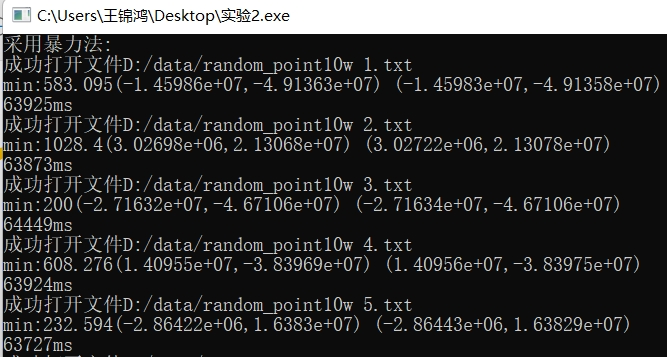 C:\Users\王锦鸿\Desktop\实验2.exe
采用暴力法:
成功打开文件D:/data/random_point10w 1.txt
min:583.095(-1.45986e+07,-4.91363e+07) (-1.45983e+07,-4.91358e+07)
63925ms
成功打开文件D:/data/random_point10w 2.txt
min:1028.4(3.02698e+06,2.13068e+07) (3.02722e+06,2.13078e+07)
63873ms
成功打开文件D:/data/random_point10w 3.txt
min:200(-2.71632e+07,-4.67106e+07) (-2.71634e+07,-4.67106e+07)
64449ms
成功打开文件D:/data/random_point10w 4.txt
min:608.276(1.40955e+07,-3.83969e+07) (1.40956e+07,-3.83975e+07)
63924ms
成功打开文件D:/data/random_point10w 5.txt
min:232.594(-2.86422e+06,1.6383e+07) (-2.86443e+06,1.63829e+07)
63727ms